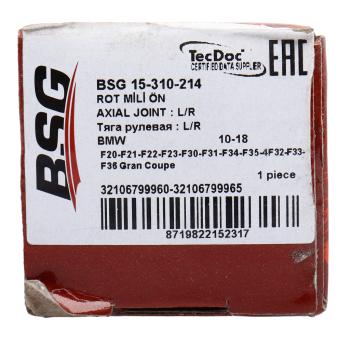 BSG
TecDoc
CERTIFIED DATA SUPPLIER
EAC
BSG 15-310-214
ROT MİLİ ÖN
AXIAL JOINT : L/R
Тяга рулевая : L/R
BMW 10-18
F20-F21-F22-F23-F30-F31-F34-F35-4F32-F33-
F36 Gran Coupe
1 piece
32106799960-32106799965
8719822152317